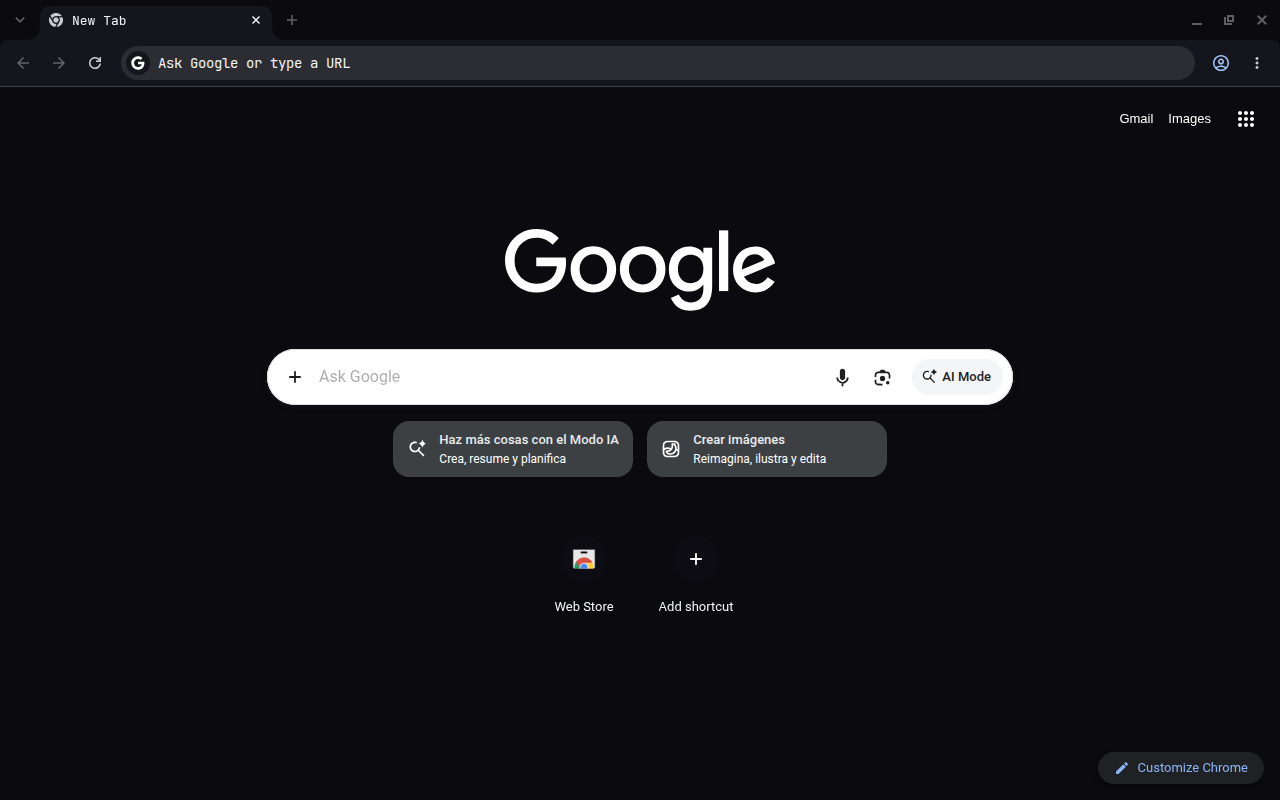 New Tab
Ask Google or type a URL
Gmail Images
Google
Ask Google
AI Mode
Haz más cosas con el Modo IA
Crea, resume y planifica
Crear imágenes
Reimagina, ilustra y edita
Web Store
Add shortcut
Customize Chrome